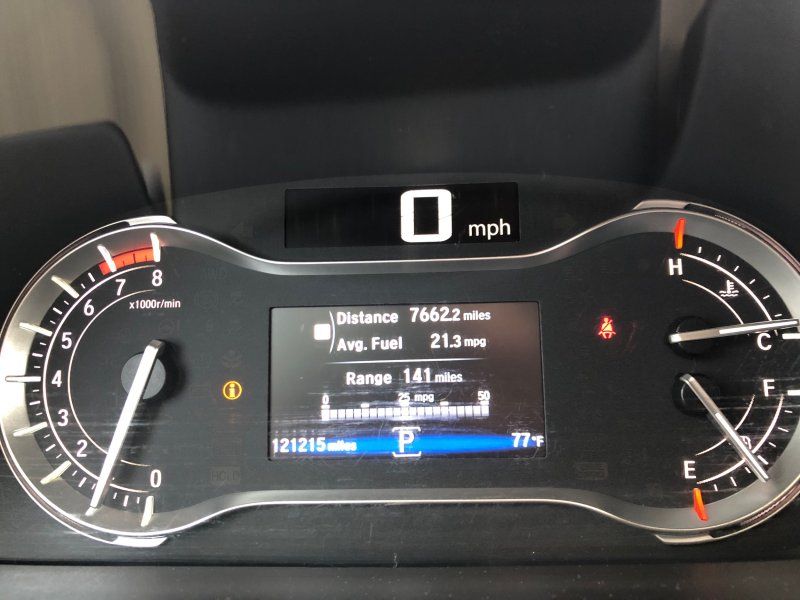 0 mph
8
7
6
5
4
3
2
0
x1000r/min
Distance 7662.2 miles
Avg. Fuel 21.3 mpg
Range 141 miles
0 25 mpg 50
121215 miles P 77°F
H
C
F
E
HOLD